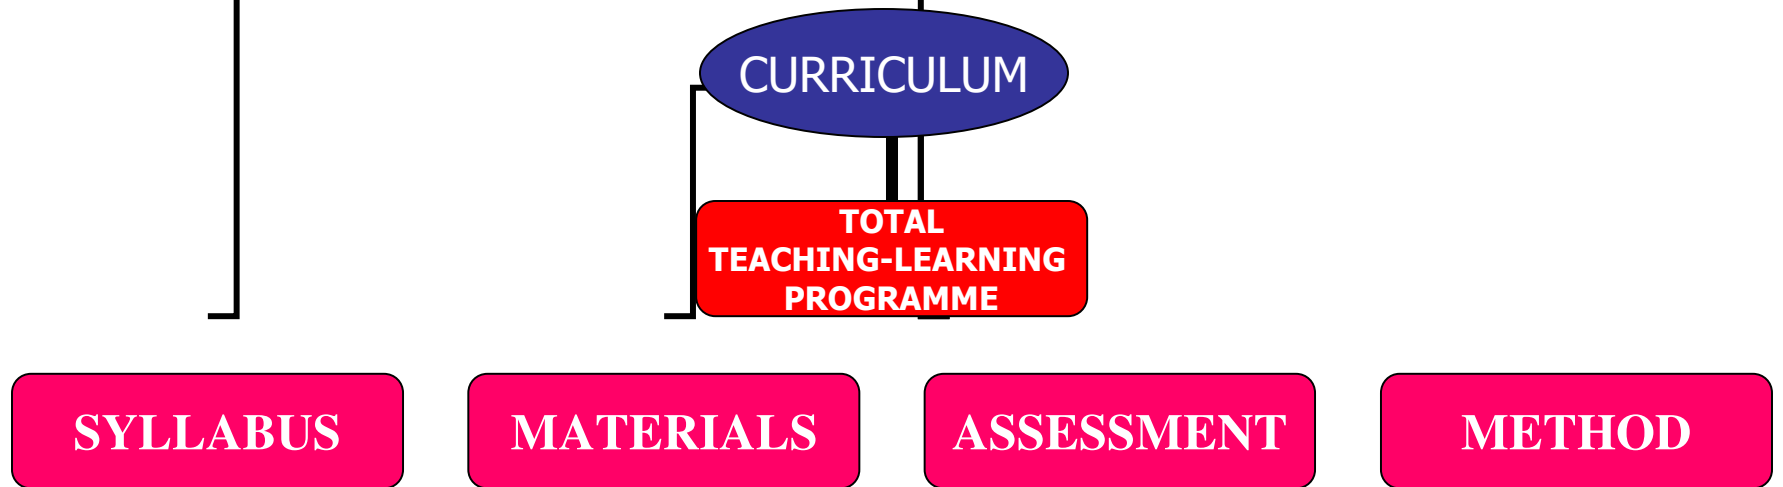 CURRICULUM
TOTAL
TEACHING-LEARNING
PROGRAMME
SYLLABUS
MATERIALS
ASSESSMENT
METHOD